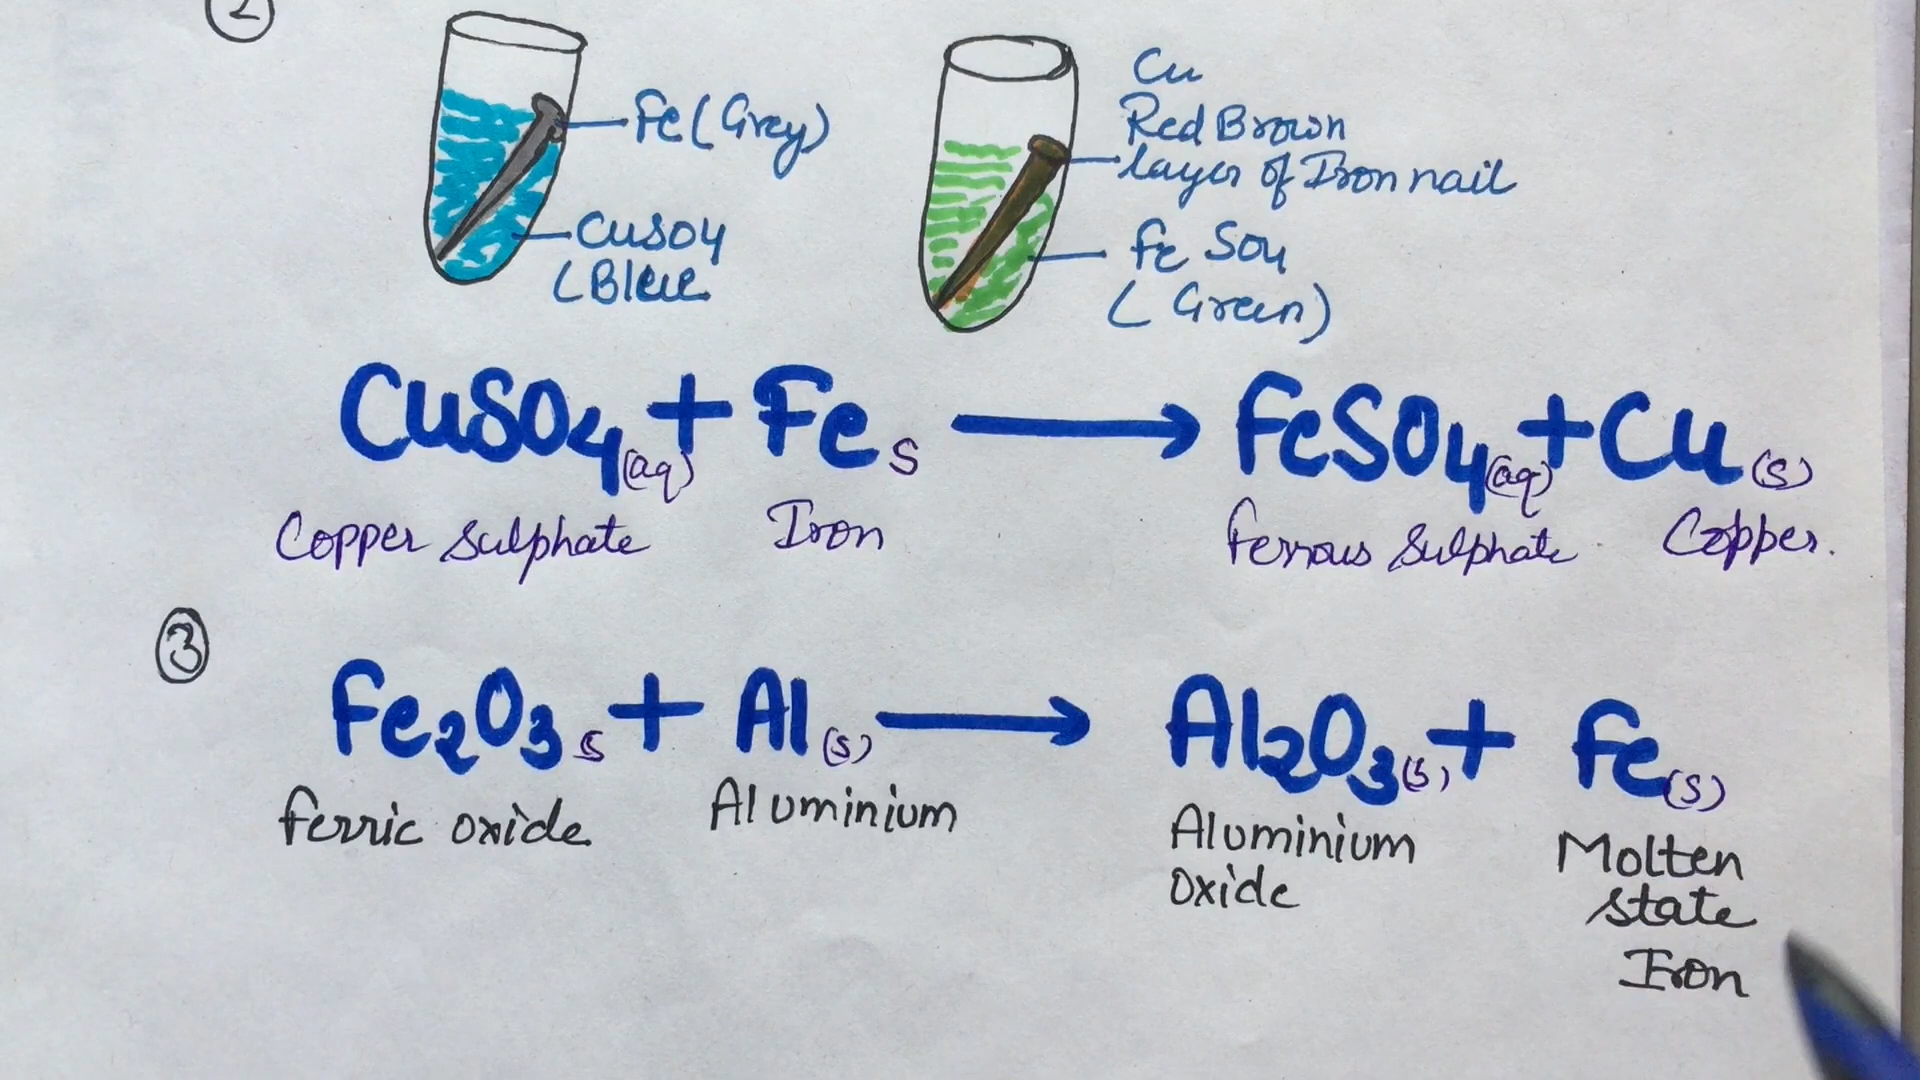 2
Fe (Grey)
CuSO4
(Blue
Cu
Red Brown
layer of Iron nail
Fe SO4
(Green)
CuSO4(aq) + Fe s → FeSO4(aq) + Cu(s)
Copper Sulphate Iron Ferrous Sulphate Copper.
3
Fe2O3 s + Al(s) → Al2O3(s) + Fe(s)
Ferric oxide Aluminium Aluminium Oxide Molten
State
Iron